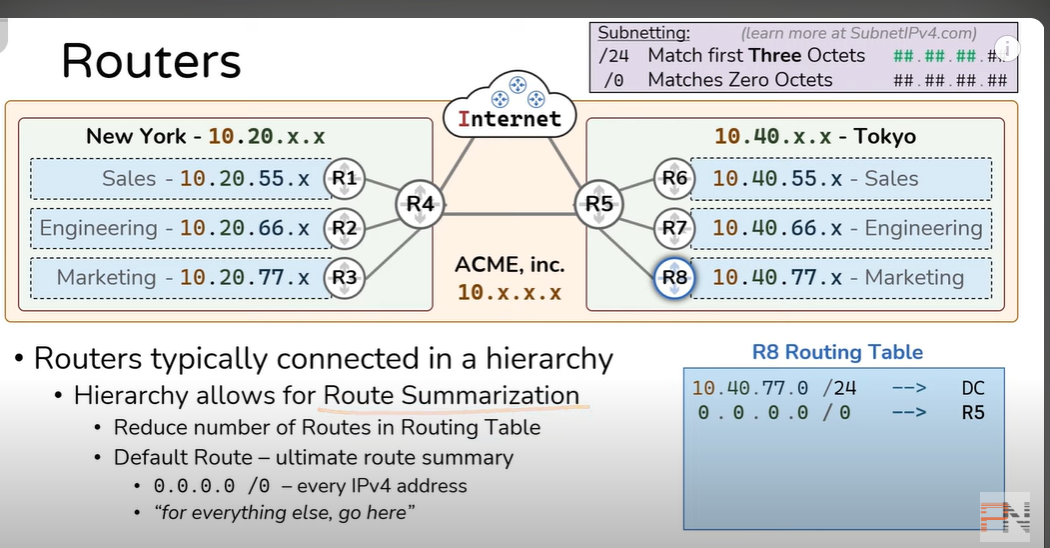 Routers
Subnetting: (learn more at SubnetIPv4.com)
/24 Match first Three Octets ##.##.##.##
/0 Matches Zero Octets ##.##.##.##
Internet
New York - 10.20.x.x
Sales - 10.20.55.x R1
Engineering - 10.20.66.x R2
Marketing - 10.20.77.x R3
R4
ACME, inc.
10.x.x.x
R5
10.40.x.x - Tokyo
R6 10.40.55.x - Sales
R7 10.40.66.x - Engineering
R8 10.40.77.x - Marketing
• Routers typically connected in a hierarchy
• Hierarchy allows for Route Summarization
• Reduce number of Routes in Routing Table
• Default Route – ultimate route summary
• 0.0.0.0 /0 – every IPv4 address
• “for everything else, go here”
R8 Routing Table
10.40.77.0 /24 --> DC
0.0.0.0 /0 --> R5
PN